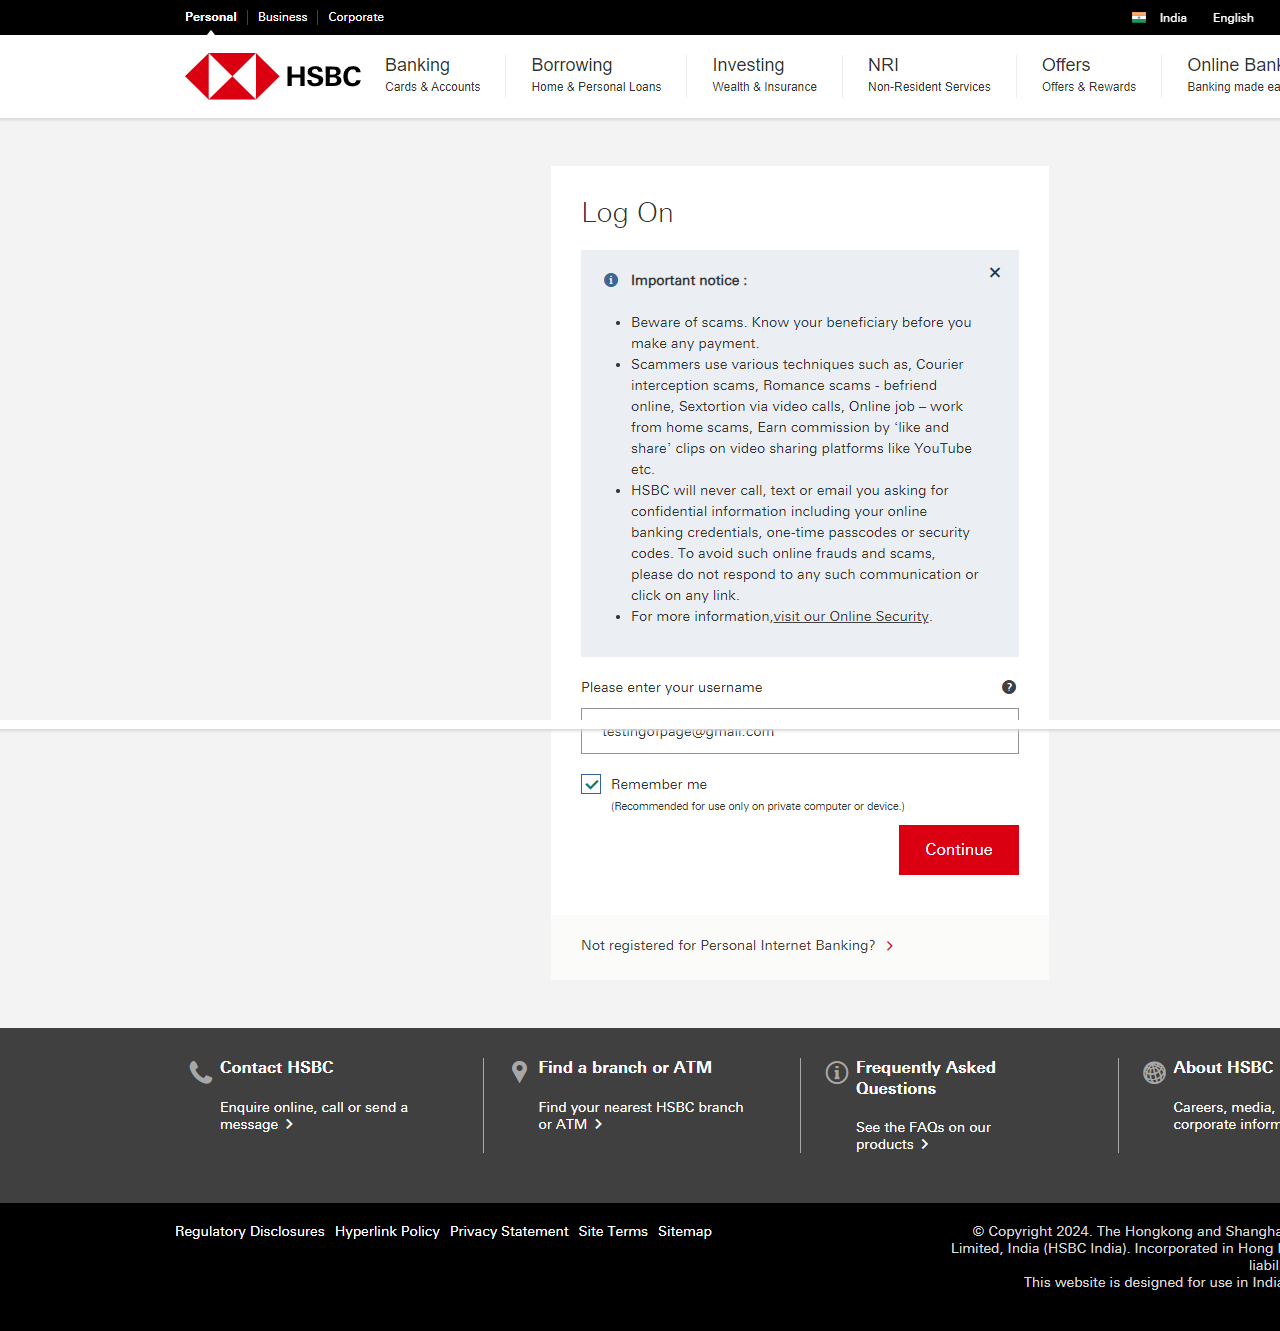 Personal Business Corporate India English
HSBC
Banking Borrowing Investing NRI Offers Online Bank
Cards & Accounts Home & Personal Loans Wealth & Insurance Non-Resident Services Offers & Rewards Banking made ea
Log On
Important notice :
• Beware of scams. Know your beneficiary before you
make any payment.
• Scammers use various techniques such as, Courier
interception scams, Romance scams - befriend
online, Sextortion via video calls, Online job – work
from home scams, Earn commission by ‘like and
share’ clips on video sharing platforms like YouTube
etc.
• HSBC will never call, text or email you asking for
confidential information including your online
banking credentials, one-time passcodes or security
codes. To avoid such online frauds and scams,
please do not respond to any such communication or
click on any link.
• For more information,visit our Online Security.
Please enter your username
testingofpage@gmail.com
Remember me
(Recommended for use only on private computer or device.)
Continue
Not registered for Personal Internet Banking?
Contact HSBC
Enquire online, call or send a
message
Find a branch or ATM
Find your nearest HSBC branch
or ATM
Frequently Asked
Questions
See the FAQs on our
products
About HSBC
Careers, media,
corporate inform
Regulatory Disclosures Hyperlink Policy Privacy Statement Site Terms Sitemap
© Copyright 2024. The Hongkong and Shangha
Limited, India (HSBC India). Incorporated in Hong
liabil
This website is designed for use in India